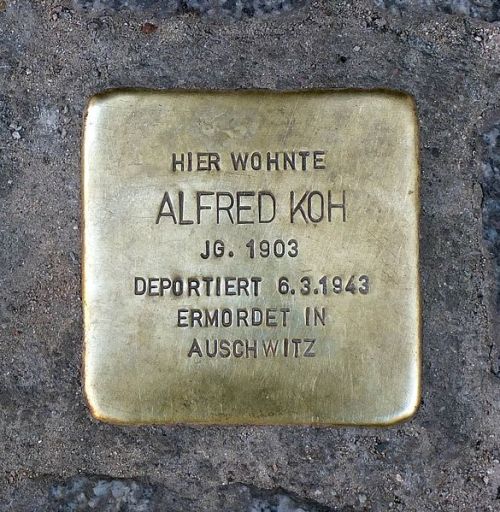 HIER WOHNTE
ALFRED KOH
JG. 1903
DEPORTIERT 6.3.1943
ERMORDET IN
AUSCHWITZ